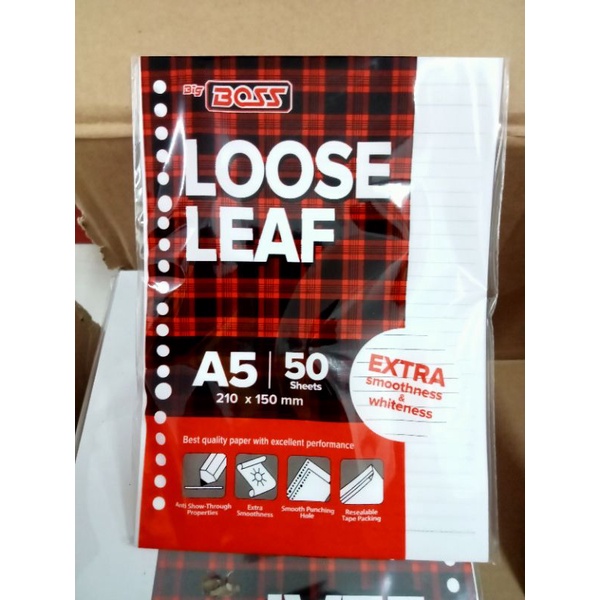 Big BOSS
LOOSE
LEAF
A5 | 50
Sheets
210 x 150 mm
EXTRA
smoothness
&
whiteness
Best quality paper with excellent performance
Anti Show-Through
Properties
Extra
Smoothness
Smooth Punching
Hole
Resealable
Tape Packing